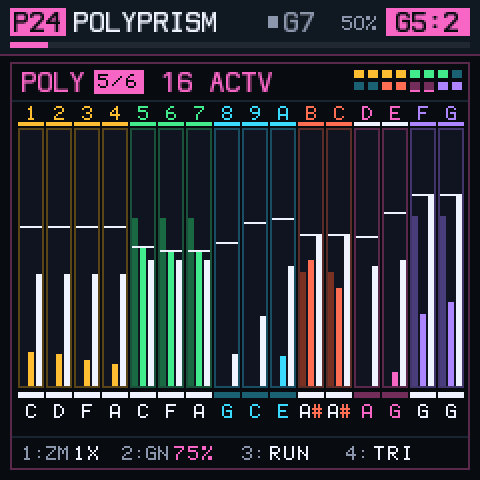 P24 POLYPRISM G7 50% G5:2
POLY 5/6 16 ACTV
1 2 3 4 5 6 7 8 9 A B C D E F G
C D F A C F A G C E A# A# A G G G
1:ZM 1X 2:GN 75% 3: RUN 4: TRI